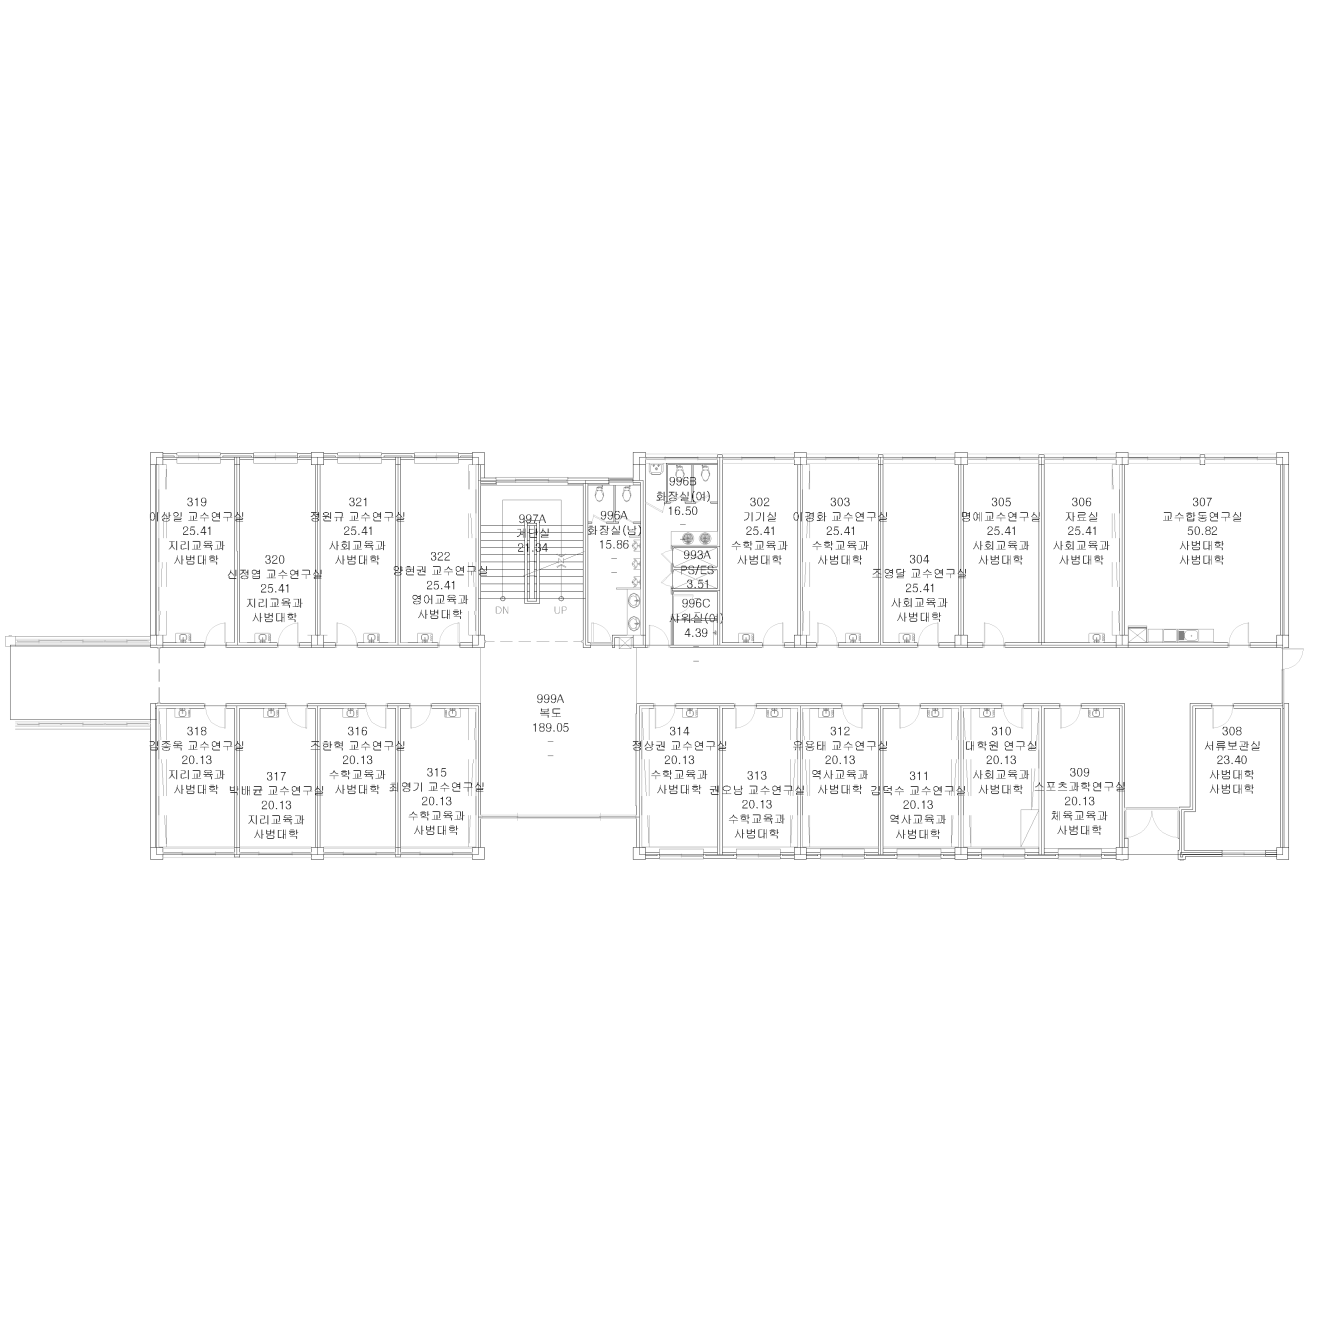 319
이상일 교수연구실
25.41
지리교육과
사범대학
320
신정엽 교수연구실
25.41
지리교육과
사범대학
321
정원규 교수연구실
25.41
사회교육과
사범대학
322
양현권 교수연구실
25.41
영어교육과
사범대학
997A
계단실
21.34
DN
UP
996A
화장실(남)
15.86
996B
화장실(여)
16.50
993A
PS/ES
3.51
996C
샤워실(여)
4.39
302
기기실
25.41
수학교육과
사범대학
303
이경화 교수연구실
25.41
수학교육과
사범대학
304
조영달 교수연구실
25.41
사회교육과
사범대학
305
명예교수연구실
25.41
사회교육과
사범대학
306
자료실
25.41
사회교육과
사범대학
307
교수합동연구실
50.82
사범대학
사범대학
999A
복도
189.05
318
김종욱 교수연구실
20.13
지리교육과
사범대학
317
박배균 교수연구실
20.13
지리교육과
사범대학
316
조한혁 교수연구실
20.13
수학교육과
사범대학
315
최영기 교수연구실
20.13
수학교육과
사범대학
314
정상권 교수연구실
20.13
수학교육과
사범대학
313
권오남 교수연구실
20.13
수학교육과
사범대학
312
유용태 교수연구실
20.13
역사교육과
사범대학
311
김덕수 교수연구실
20.13
역사교육과
사범대학
310
대학원 연구실
20.13
사회교육과
사범대학
309
스포츠과학연구실
20.13
체육교육과
사범대학
308
서류보관실
23.40
사범대학
사범대학